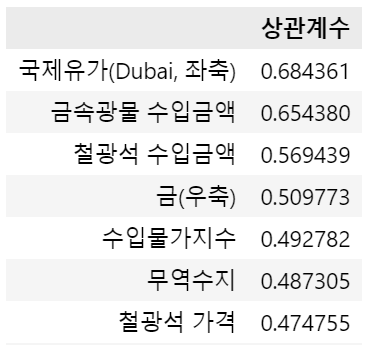 상관계수
국제유가(Dubai, 좌축) 0.684361
금속광물 수입금액 0.654380
철광석 수입금액 0.569439
금(우축) 0.509773
수입물가지수 0.492782
무역수지 0.487305
철광석 가격 0.474755